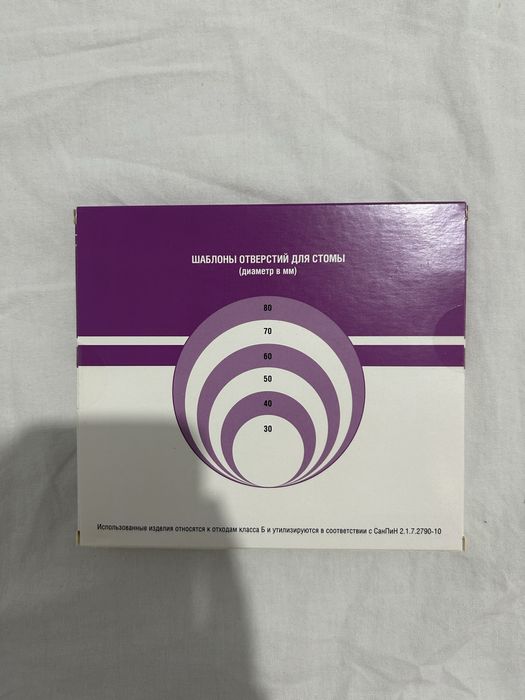 ШАБЛОНЫ ОТВЕРСТИЙ ДЛЯ СТОМЫ
(диаметр в мм)
80
70
60
50
40
30
Использованные изделия относятся к отходам класса Б и утилизируются в соответствии с СанПиН 2.1.7.2790-10